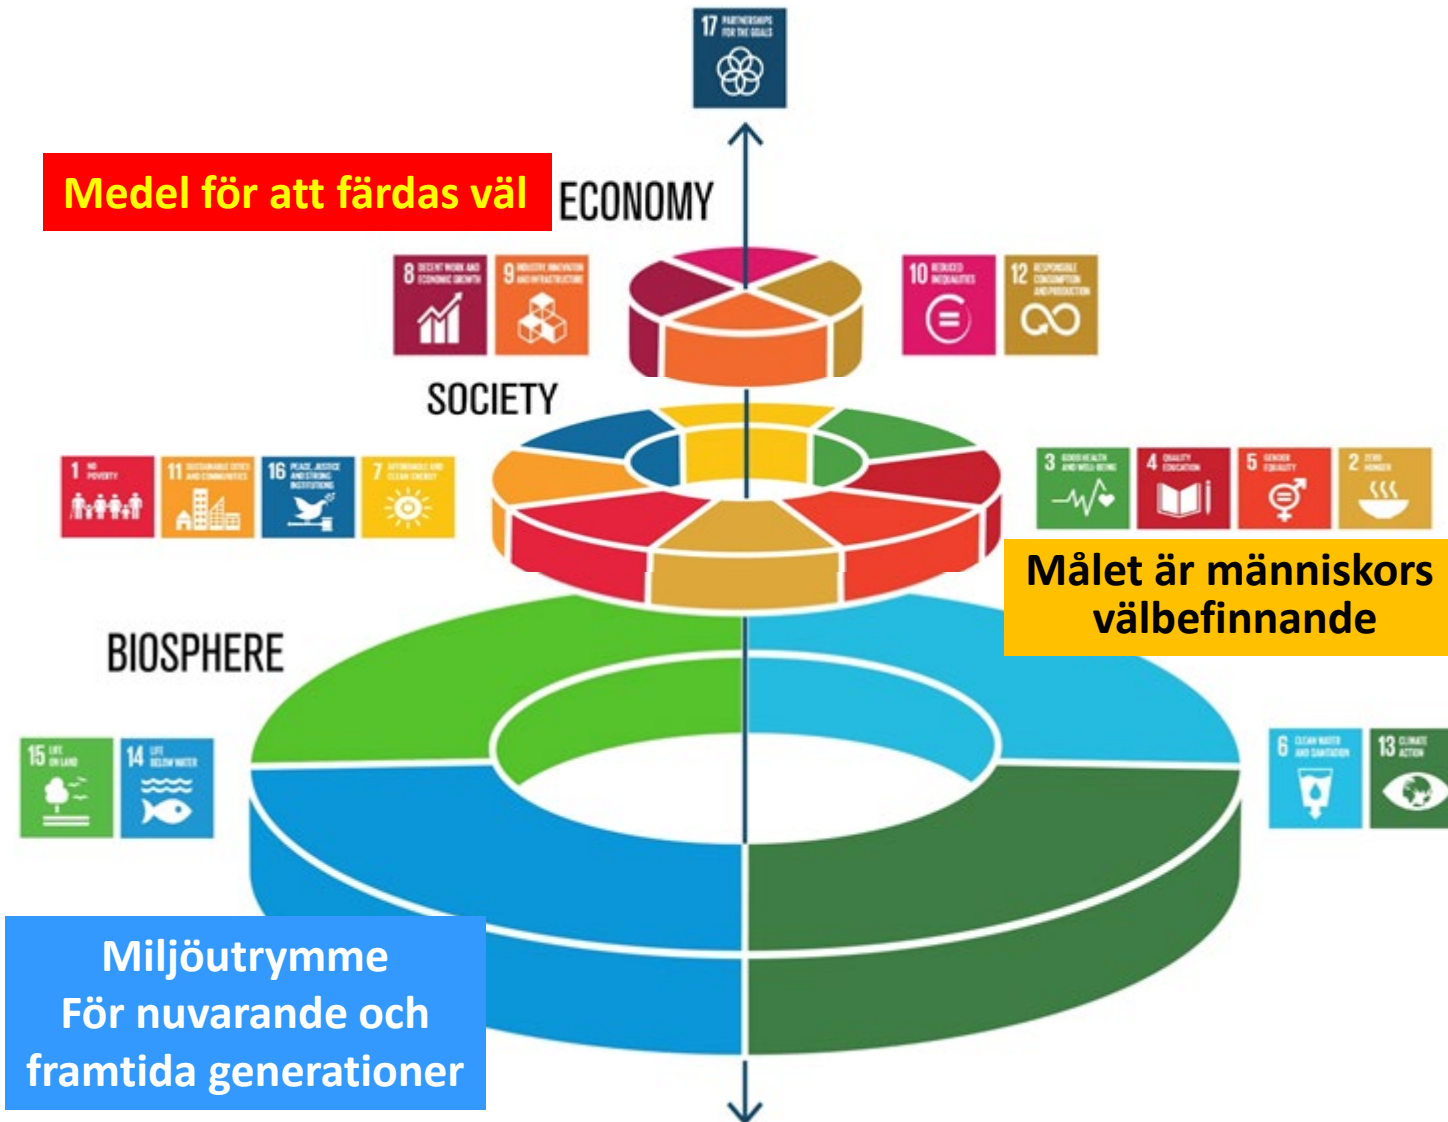 17 PARTNERSHIPS
FOR THE GOALS
Medel för att färdas väl
ECONOMY
8 DECENT WORK AND
ECONOMIC GROWTH
9 INDUSTRY, INNOVATION
AND INFRASTRUCTURE
10 REDUCED
INEQUALITIES
12 RESPONSIBLE
CONSUMPTION
AND PRODUCTION
SOCIETY
1 NO
POVERTY
11 SUSTAINABLE CITIES
AND COMMUNITIES
16 PEACE, JUSTICE
AND STRONG
INSTITUTIONS
7 AFFORDABLE AND
CLEAN ENERGY
3 GOOD HEALTH
AND WELL-BEING
4 QUALITY
EDUCATION
5 GENDER
EQUALITY
2 ZERO
HUNGER
Målet är människors
välbefinnande
BIOSPHERE
15 LIFE
ON LAND
14 LIFE
BELOW WATER
6 CLEAN WATER
AND SANITATION
13 CLIMATE
ACTION
Miljöutrymme
För nuvarande och
framtida generationer